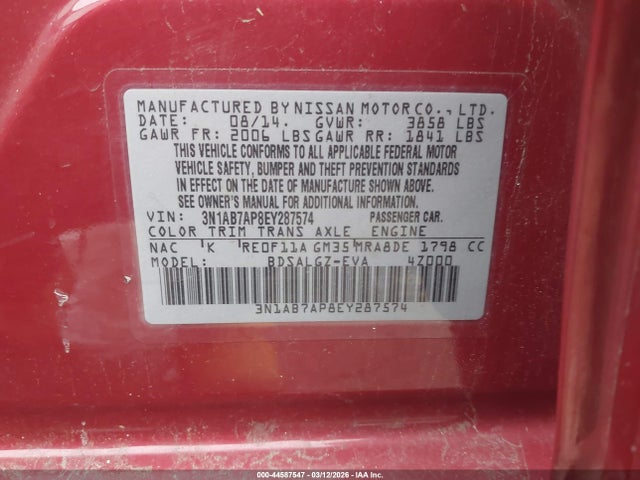 MANUFACTURED BY NISSAN MOTOR CO., LTD.
DATE: 08/14. GVWR: 3858 LBS
GAWR FR: 2006 LBS GAWR RR: 1841 LBS
THIS VEHICLE CONFORMS TO ALL APPLICABLE FEDERAL MOTOR
VEHICLE SAFETY, BUMPER AND THEFT PREVENTION STANDARDS
IN EFFECT ON THE DATE OF MANUFACTURE SHOWN ABOVE.
SEE OWNER'S MANUAL FOR ADDITIONAL INFORMATION.
VIN: 3N1AB7AP8EY287574 PASSENGER CAR.
COLOR TRIM TRANS AXLE ENGINE
NAC K RE0F11A GM35 MRA8DE 1798 CC
MODEL: BDSALGZ-EVA 4Z000
3N1AB7AP8EY287574
000-44587547 - 03/12/2026 - IAAI.COM